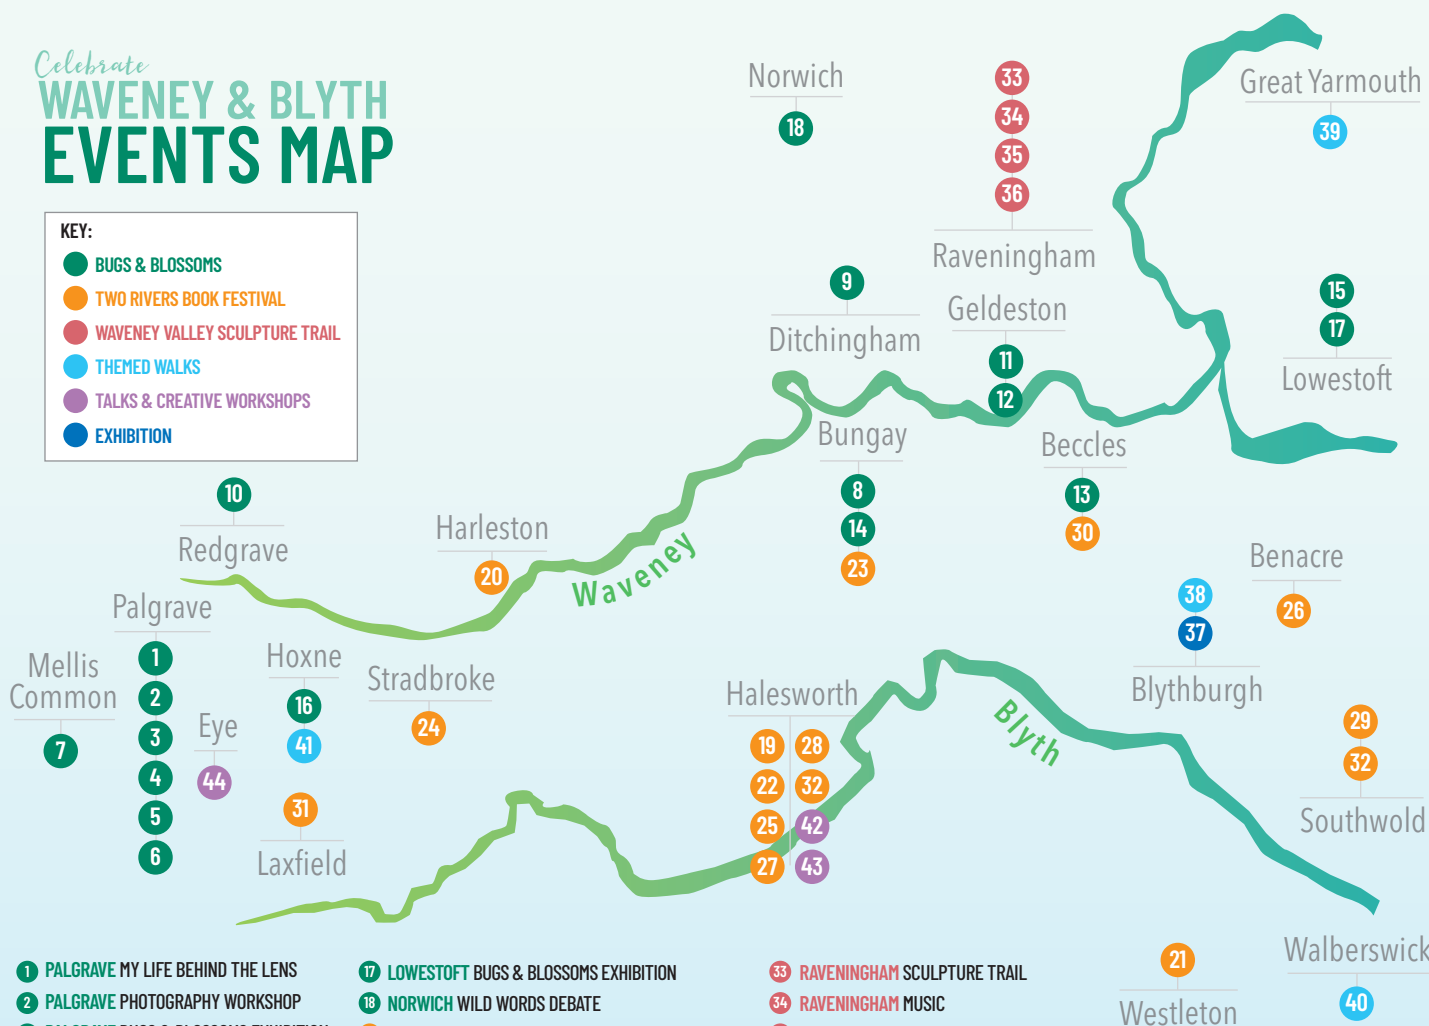 Celebrate
WAVENEY & BLYTH
EVENTS MAP
KEY:
BUGS & BLOSSOMS
TWO RIVERS BOOK FESTIVAL
WAVENEY VALLEY SCULPTURE TRAIL
THEMED WALKS
TALKS & CREATIVE WORKSHOPS
EXHIBITION
Norwich
18
33
34
35
36
Raveningham
Great Yarmouth
39
9
Ditchingham
Geldeston
11
12
15
17
Lowestoft
Bungay
8
14
23
Beccles
13
30
10
Redgrave
Harleston
20
Waveney
Benacre
26
38
37
Blythburgh
Palgrave
1
2
3
4
5
6
Mellis
Common
7
Eye
44
Hoxne
16
41
Stradbroke
24
31
Laxfield
Halesworth
19 28
22 32
25 42
27 43
Blyth
29
32
Southwold
21
Westleton
Walberswick
40
1 PALGRAVE MY LIFE BEHIND THE LENS
2 PALGRAVE PHOTOGRAPHY WORKSHOP
PALGRAVE BUGS & BLOSSOMS EXHIBITION
17 LOWESTOFT BUGS & BLOSSOMS EXHIBITION
18 NORWICH WILD WORDS DEBATE
33 RAVENINGHAM SCULPTURE TRAIL
34 RAVENINGHAM MUSIC